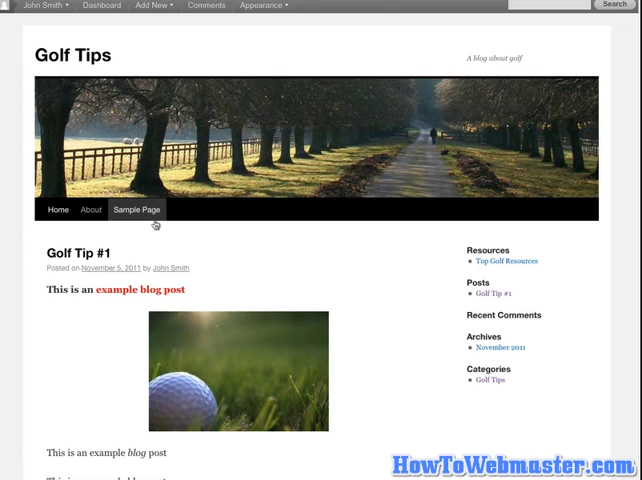 John Smith Dashboard Add New Comments Appearance Search
Golf Tips
A blog about golf
Home About Sample Page
Golf Tip #1
Posted on November 5, 2011 by John Smith
This is an example blog post
This is an example blog post
Resources
Top Golf Resources
Posts
Golf Tip #1
Recent Comments
Archives
November 2011
Categories
Golf Tips
HowToWebmaster.com